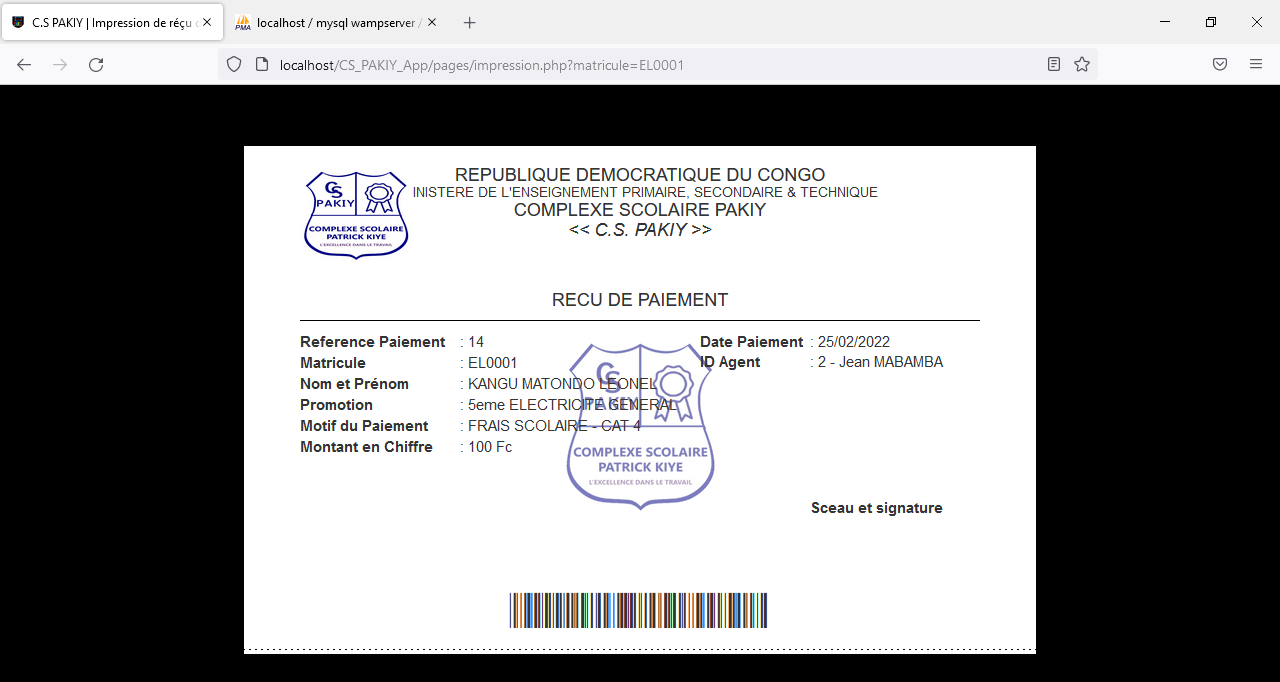 C.S PAKIY | Impression de réçu d
localhost / mysql wampserver /
localhost/CS_PAKIY_App/pages/impression.php?matricule=EL0001
REPUBLIQUE DEMOCRATIQUE DU CONGO
INISTERE DE L'ENSEIGNEMENT PRIMAIRE, SECONDAIRE & TECHNIQUE
COMPLEXE SCOLAIRE PAKIY
<< C.S. PAKIY >>
CS
PAKIY
COMPLEXE SCOLAIRE
PATRICK KIYE
L'EXCELLENCE DANS LE TRAVAIL
RECU DE PAIEMENT
Reference Paiement : 14
Date Paiement : 25/02/2022
Matricule : EL0001
ID Agent : 2 - Jean MABAMBA
Nom et Prénom : KANGU MATONDO LEONEL
Promotion : 5eme ELECTRICITE GENERAL
Motif du Paiement : FRAIS SCOLAIRE - CAT 4
Montant en Chiffre : 100 Fc
CS
PAKIY
COMPLEXE SCOLAIRE
PATRICK KIYE
L'EXCELLENCE DANS LE TRAVAIL
Sceau et signature